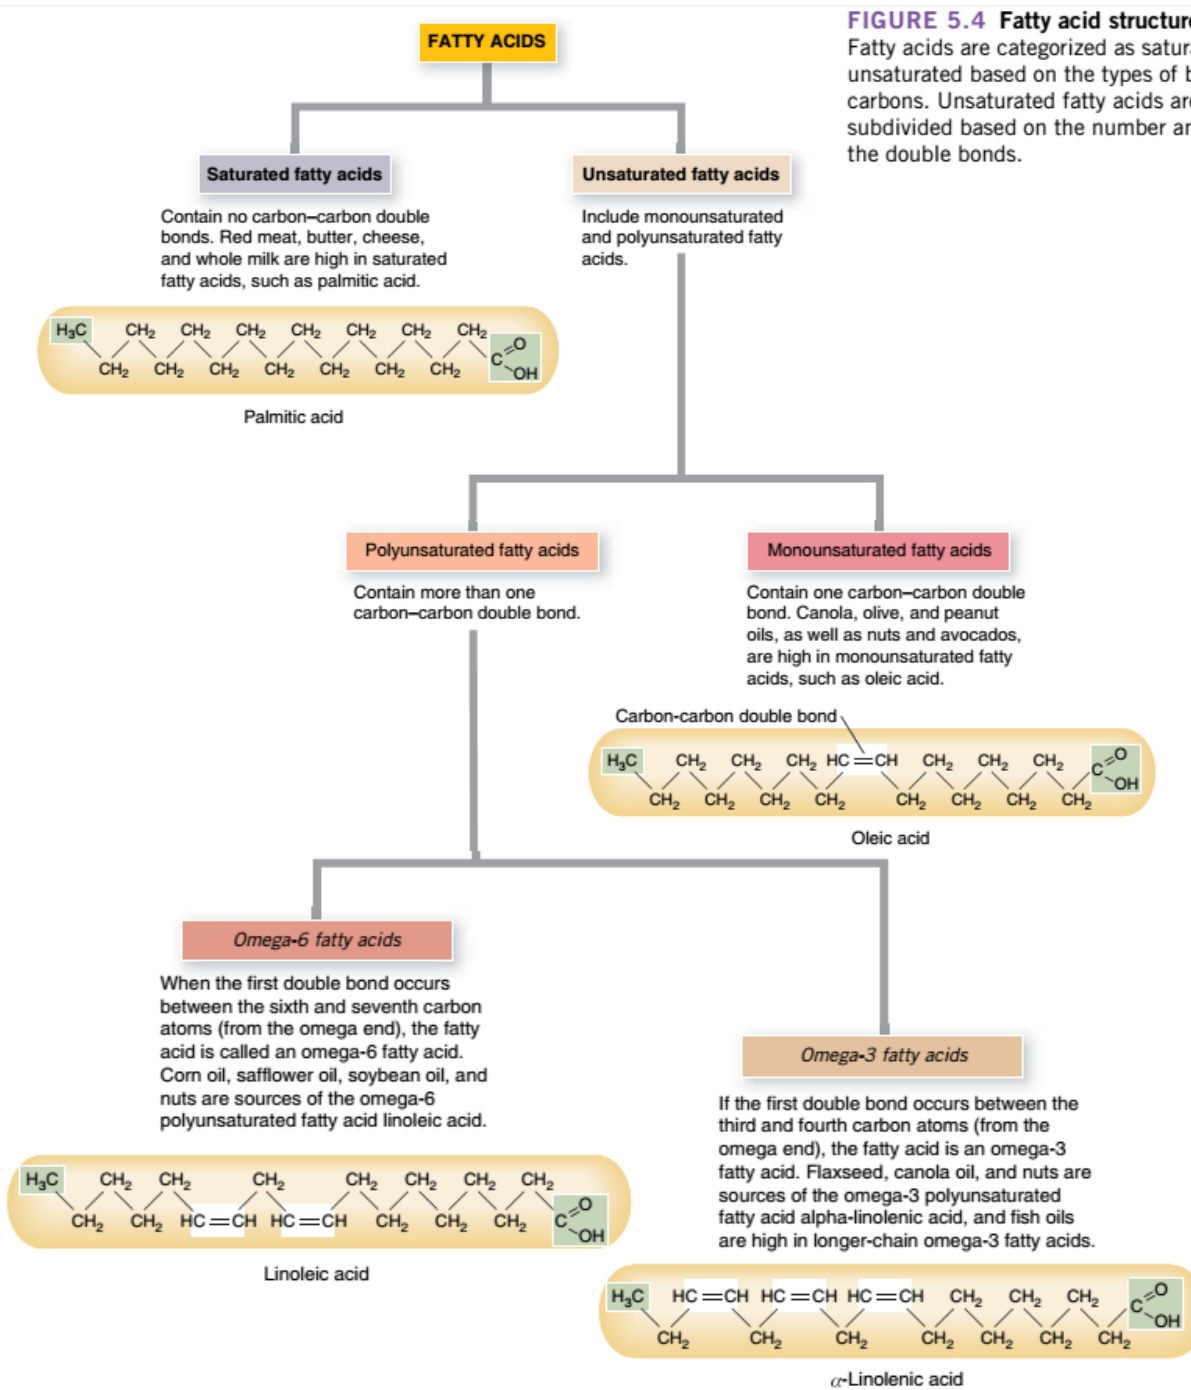 FIGURE 5.4 Fatty acid structure
Fatty acids are categorized as satura
unsaturated based on the types of b
carbons. Unsaturated fatty acids are
subdivided based on the number an
the double bonds.
FATTY ACIDS
Saturated fatty acids
Contain no carbon–carbon double
bonds. Red meat, butter, cheese,
and whole milk are high in saturated
fatty acids, such as palmitic acid.
H₃C CH₂ CH₂ CH₂ CH₂ CH₂ CH₂ CH₂ O
C
CH₂ CH₂ CH₂ CH₂ CH₂ CH₂ CH₂ OH
Palmitic acid
Unsaturated fatty acids
Include monounsaturated
and polyunsaturated fatty
acids.
Polyunsaturated fatty acids
Contain more than one
carbon–carbon double bond.
Monounsaturated fatty acids
Contain one carbon–carbon double
bond. Canola, olive, and peanut
oils, as well as nuts and avocados,
are high in monounsaturated fatty
acids, such as oleic acid.
Carbon-carbon double bond
H₃C CH₂ CH₂ CH₂ HC=CH CH₂ CH₂ CH₂ O
C
CH₂ CH₂ CH₂ CH₂ CH₂ CH₂ CH₂ CH₂ OH
Oleic acid
Omega-6 fatty acids
When the first double bond occurs
between the sixth and seventh carbon
atoms (from the omega end), the fatty
acid is called an omega-6 fatty acid.
Corn oil, safflower oil, soybean oil, and
nuts are sources of the omega-6
polyunsaturated fatty acid linoleic acid.
H₃C CH₂ CH₂ CH₂ CH₂ CH₂ CH₂ CH₂ O
C
CH₂ CH₂ HC=CH HC=CH CH₂ CH₂ CH₂ OH
Linoleic acid
Omega-3 fatty acids
If the first double bond occurs between the
third and fourth carbon atoms (from the
omega end), the fatty acid is an omega-3
fatty acid. Flaxseed, canola oil, and nuts are
sources of the omega-3 polyunsaturated
fatty acid alpha-linolenic acid, and fish oils
are high in longer-chain omega-3 fatty acids.
H₃C HC=CH HC=CH HC=CH CH₂ CH₂ CH₂ O
C
CH₂ CH₂ CH₂ CH₂ CH₂ CH₂ CH₂ OH
α-Linolenic acid